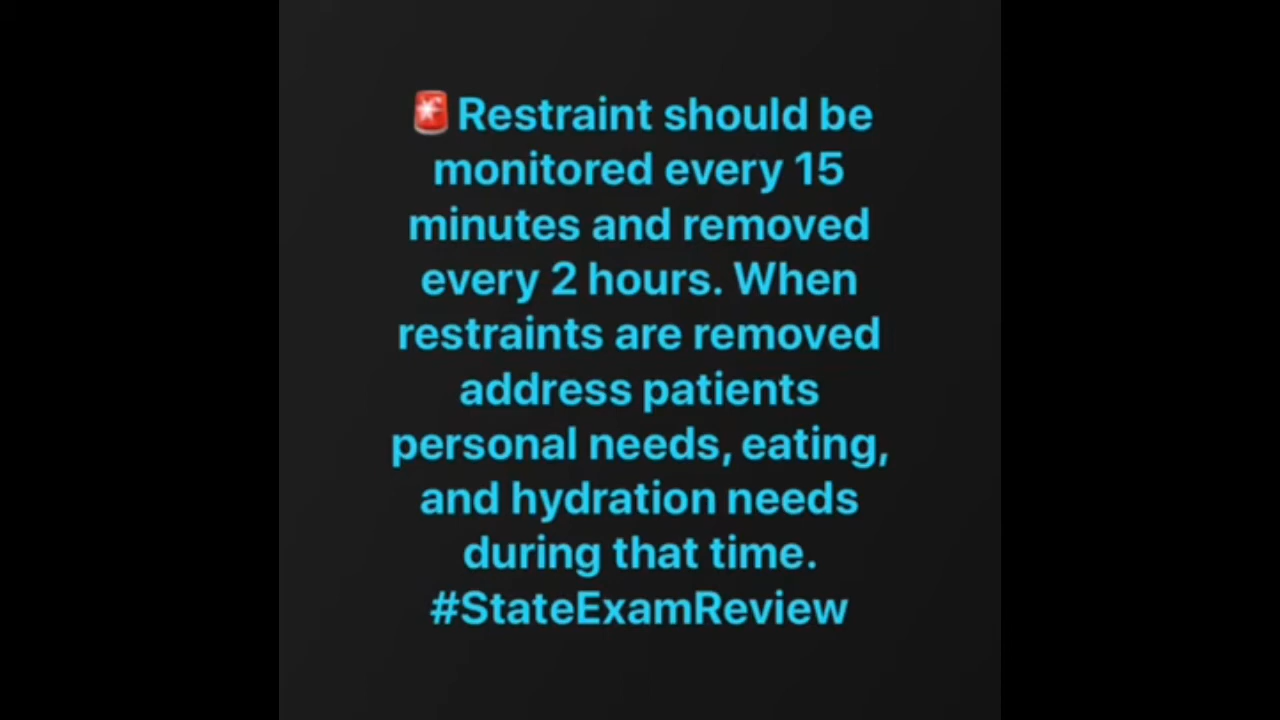 🚨Restraint should be
monitored every 15
minutes and removed
every 2 hours. When
restraints are removed
address patients
personal needs, eating,
and hydration needs
during that time.
#StateExamReview